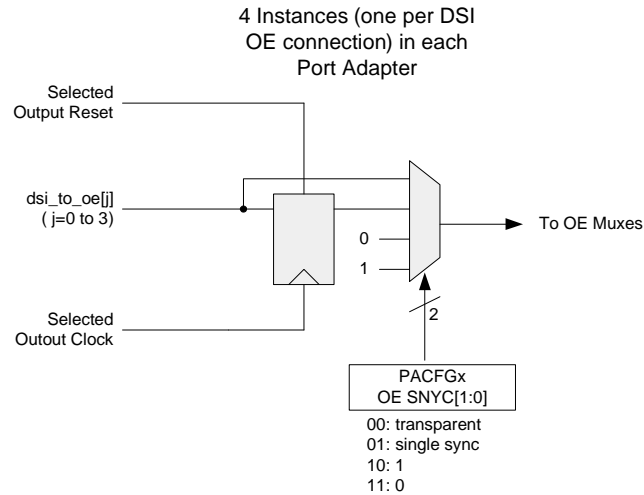 4 Instances (one per DSI
OE connection) in each
Port Adapter
Selected
Output Reset
dsi_to_oe[j]
( j=0 to 3)
0
1
To OE Muxes
Selected
Outout Clock
2
PACFGx
OE SNYC[1:0]
00: transparent
01: single sync
10: 1
11: 0